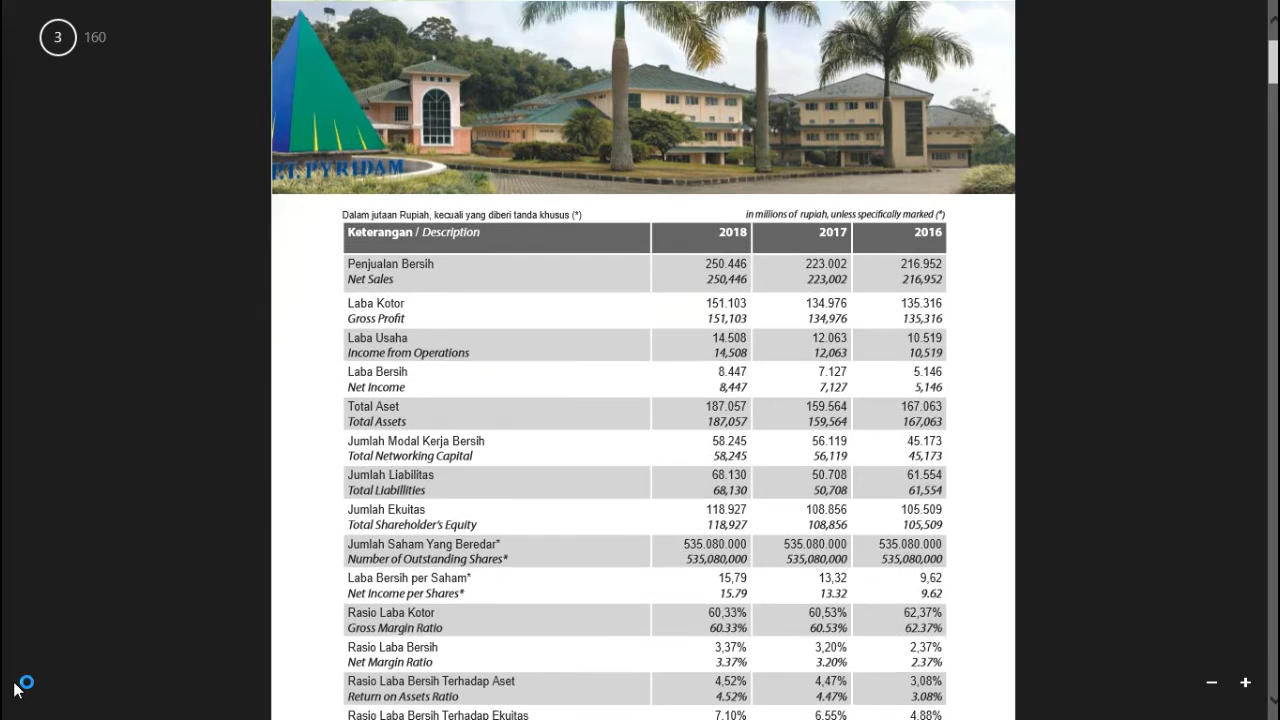 3 160
P.T. PYRIDAM
Dalam jutaan Rupiah, kecuali yang diberi tanda khusus (*) in millions of rupiah, unless specifically marked (*)
Keterangan / Description 2018 2017 2016
Penjualan Bersih 250.446 223.002 216.952
Net Sales 250,446 223,002 216,952
Laba Kotor 151.103 134.976 135.316
Gross Profit 151,103 134,976 135,316
Laba Usaha 14.508 12.063 10.519
Income from Operations 14,508 12,063 10,519
Laba Bersih 8.447 7.127 5.146
Net Income 8,447 7,127 5,146
Total Aset 187.057 159.564 167.063
Total Assets 187,057 159,564 167,063
Jumlah Modal Kerja Bersih 58.245 56.119 45.173
Total Networking Capital 58,245 56,119 45,173
Jumlah Liabilitas 68.130 50.708 61.554
Total Liabillities 68,130 50,708 61,554
Jumlah Ekuitas 118.927 108.856 105.509
Total Shareholder's Equity 118,927 108,856 105,509
Jumlah Saham Yang Beredar* 535.080.000 535.080.000 535.080.000
Number of Outstanding Shares* 535,080,000 535,080,000 535,080,000
Laba Bersih per Saham* 15,79 13,32 9,62
Net Income per Shares* 15.79 13.32 9.62
Rasio Laba Kotor 60,33% 60,53% 62,37%
Gross Margin Ratio 60.33% 60.53% 62.37%
Rasio Laba Bersih 3,37% 3,20% 2,37%
Net Margin Ratio 3.37% 3.20% 2.37%
Rasio Laba Bersih Terhadap Aset 4,52% 4,47% 3,08%
Return on Assets Ratio 4.52% 4.47% 3.08%
Rasio Laba Bersih Terhadap Ekuitas 7,10% 6,55% 4,88%